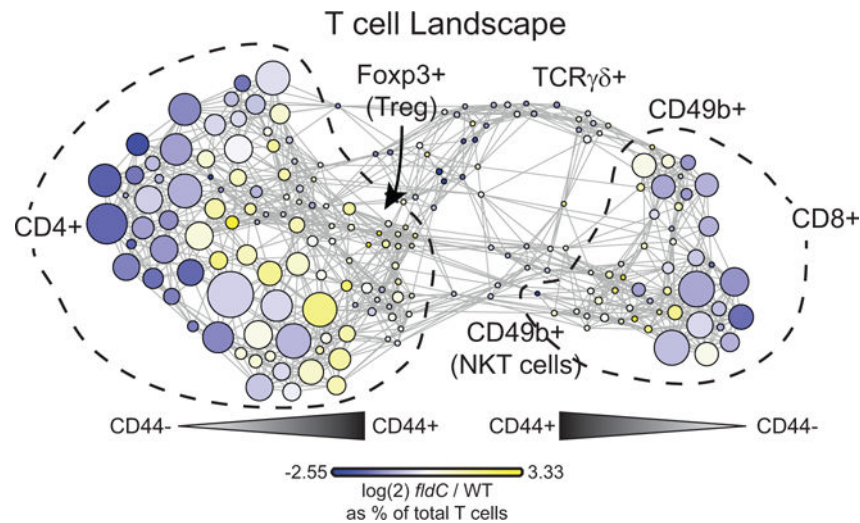 T cell Landscape
Foxp3+
(Treg)
TCRγδ+
CD49b+
CD4+
CD8+
CD49b+
(NKT cells)
CD44-
CD44+
CD44+
CD44-
-2.55
3.33
log(2) fldC / WT
as % of total T cells